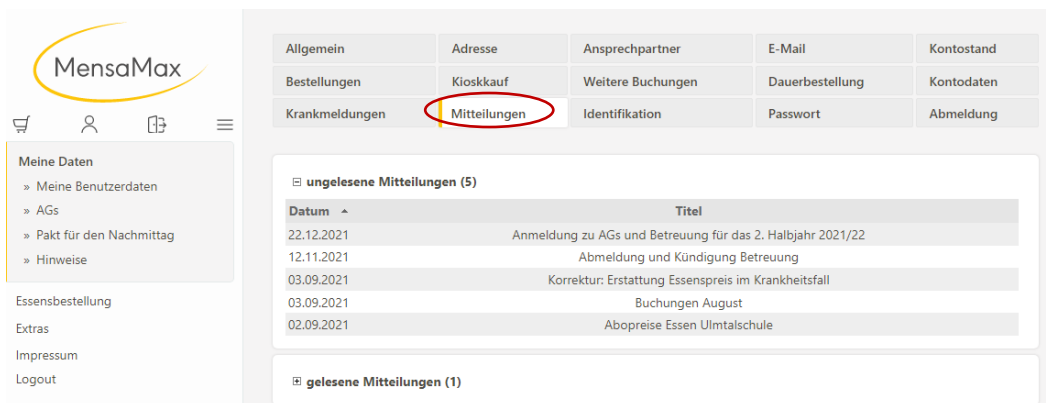 MensaMax
Meine Daten
» Meine Benutzerdaten
» AGs
» Pakt für den Nachmittag
» Hinweise
Essensbestellung
Extras
Impressum
Logout
Allgemein Adresse Ansprechpartner E-Mail Kontostand
Bestellungen Kioskkauf Weitere Buchungen Dauerbestellung Kontodaten
Krankmeldungen Mitteilungen Identifikation Passwort Abmeldung
ungelesene Mitteilungen (5)
Datum Titel
22.12.2021 Anmeldung zu AGs und Betreuung für das 2. Halbjahr 2021/22
12.11.2021 Abmeldung und Kündigung Betreuung
03.09.2021 Korrektur: Erstattung Essenspreis im Krankheitsfall
03.09.2021 Buchungen August
02.09.2021 Abopreise Essen Ulmtalschule
gelesene Mitteilungen (1)